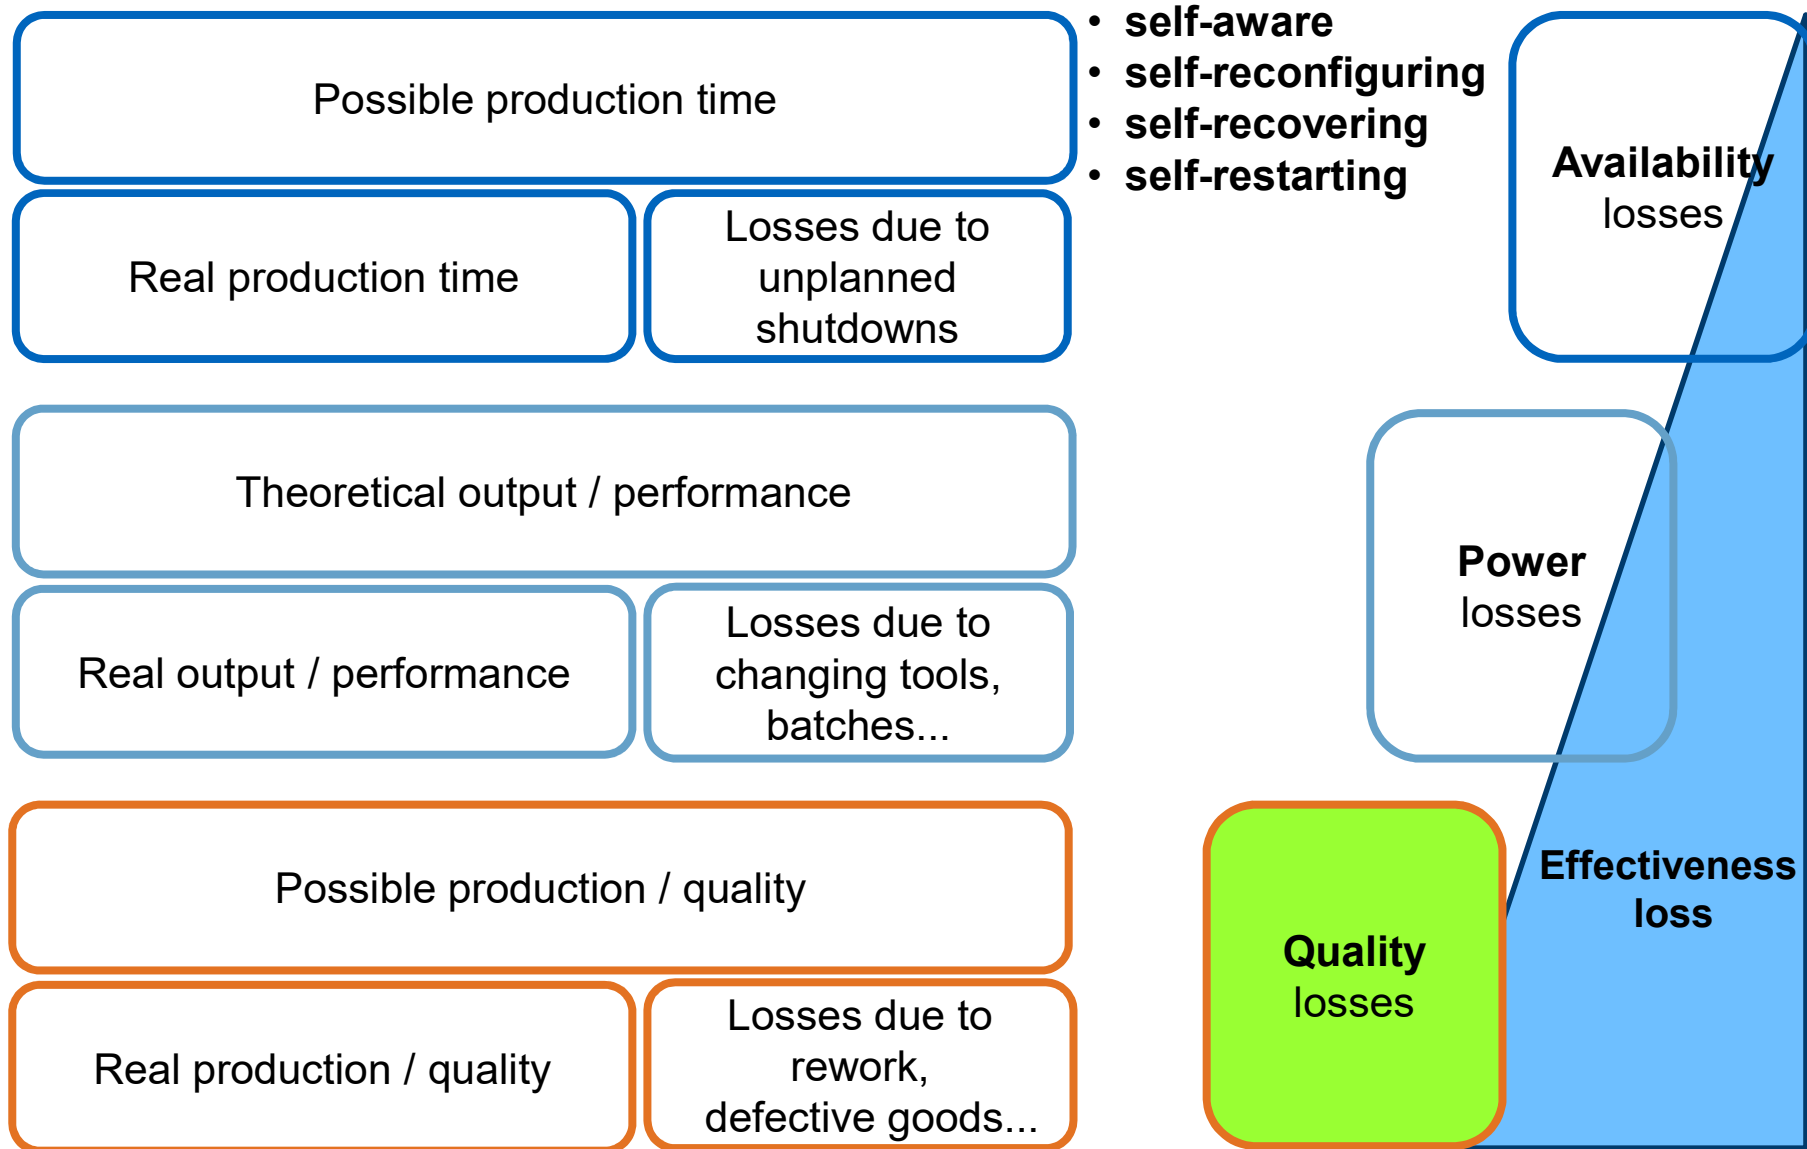 Possible production time
• self-aware
• self-reconfiguring
• self-recovering
• self-restarting
Availability
losses
Real production time
Losses due to
unplanned
shutdowns
Theoretical output / performance
Real output / performance
Losses due to
changing tools,
batches...
Power
losses
Possible production / quality
Real production / quality
Losses due to
rework,
defective goods...
Quality
losses
Effectiveness
loss